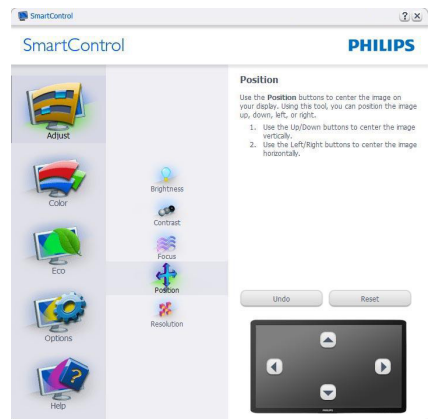 SmartControl
SmartControl
PHILIPS
Adjust
Color
Eco
Options
Help
Brightness
Contrast
Focus
Position
Resolution
Position
Use the Position buttons to center the image on
your display. Using this tool, you can position the image
up, down, left, or right.
1. Use the Up/Down buttons to center the image
vertically.
2. Use the Left/Right buttons to center the image
horizontally.
Undo
Reset
PHILIPS